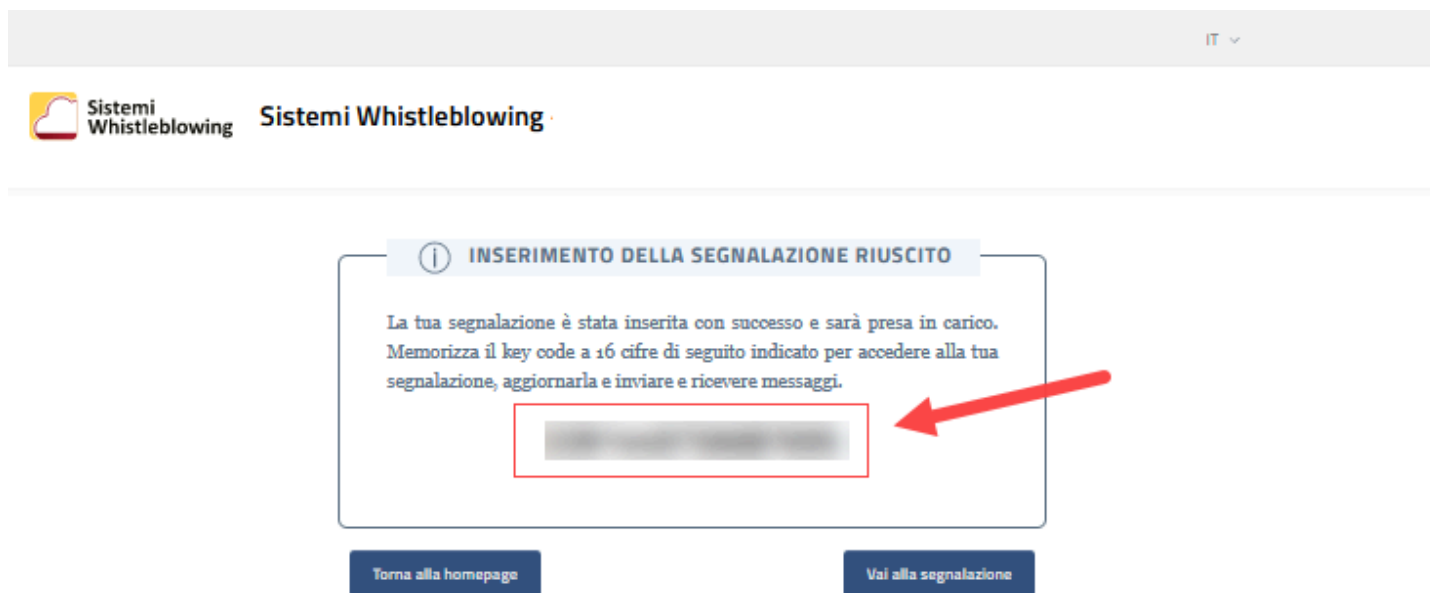 IT
Sistemi
Whistleblowing
Sistemi Whistleblowing
INSERIMENTO DELLA SEGNALAZIONE RIUSCITO
La tua segnalazione è stata inserita con successo e sarà presa in carico.
Memorizza il key code a 16 cifre di seguito indicato per accedere alla tua
segnalazione, aggiornarla e inviare e ricevere messaggi.
Torna alla homepage
Vai alla segnalazione